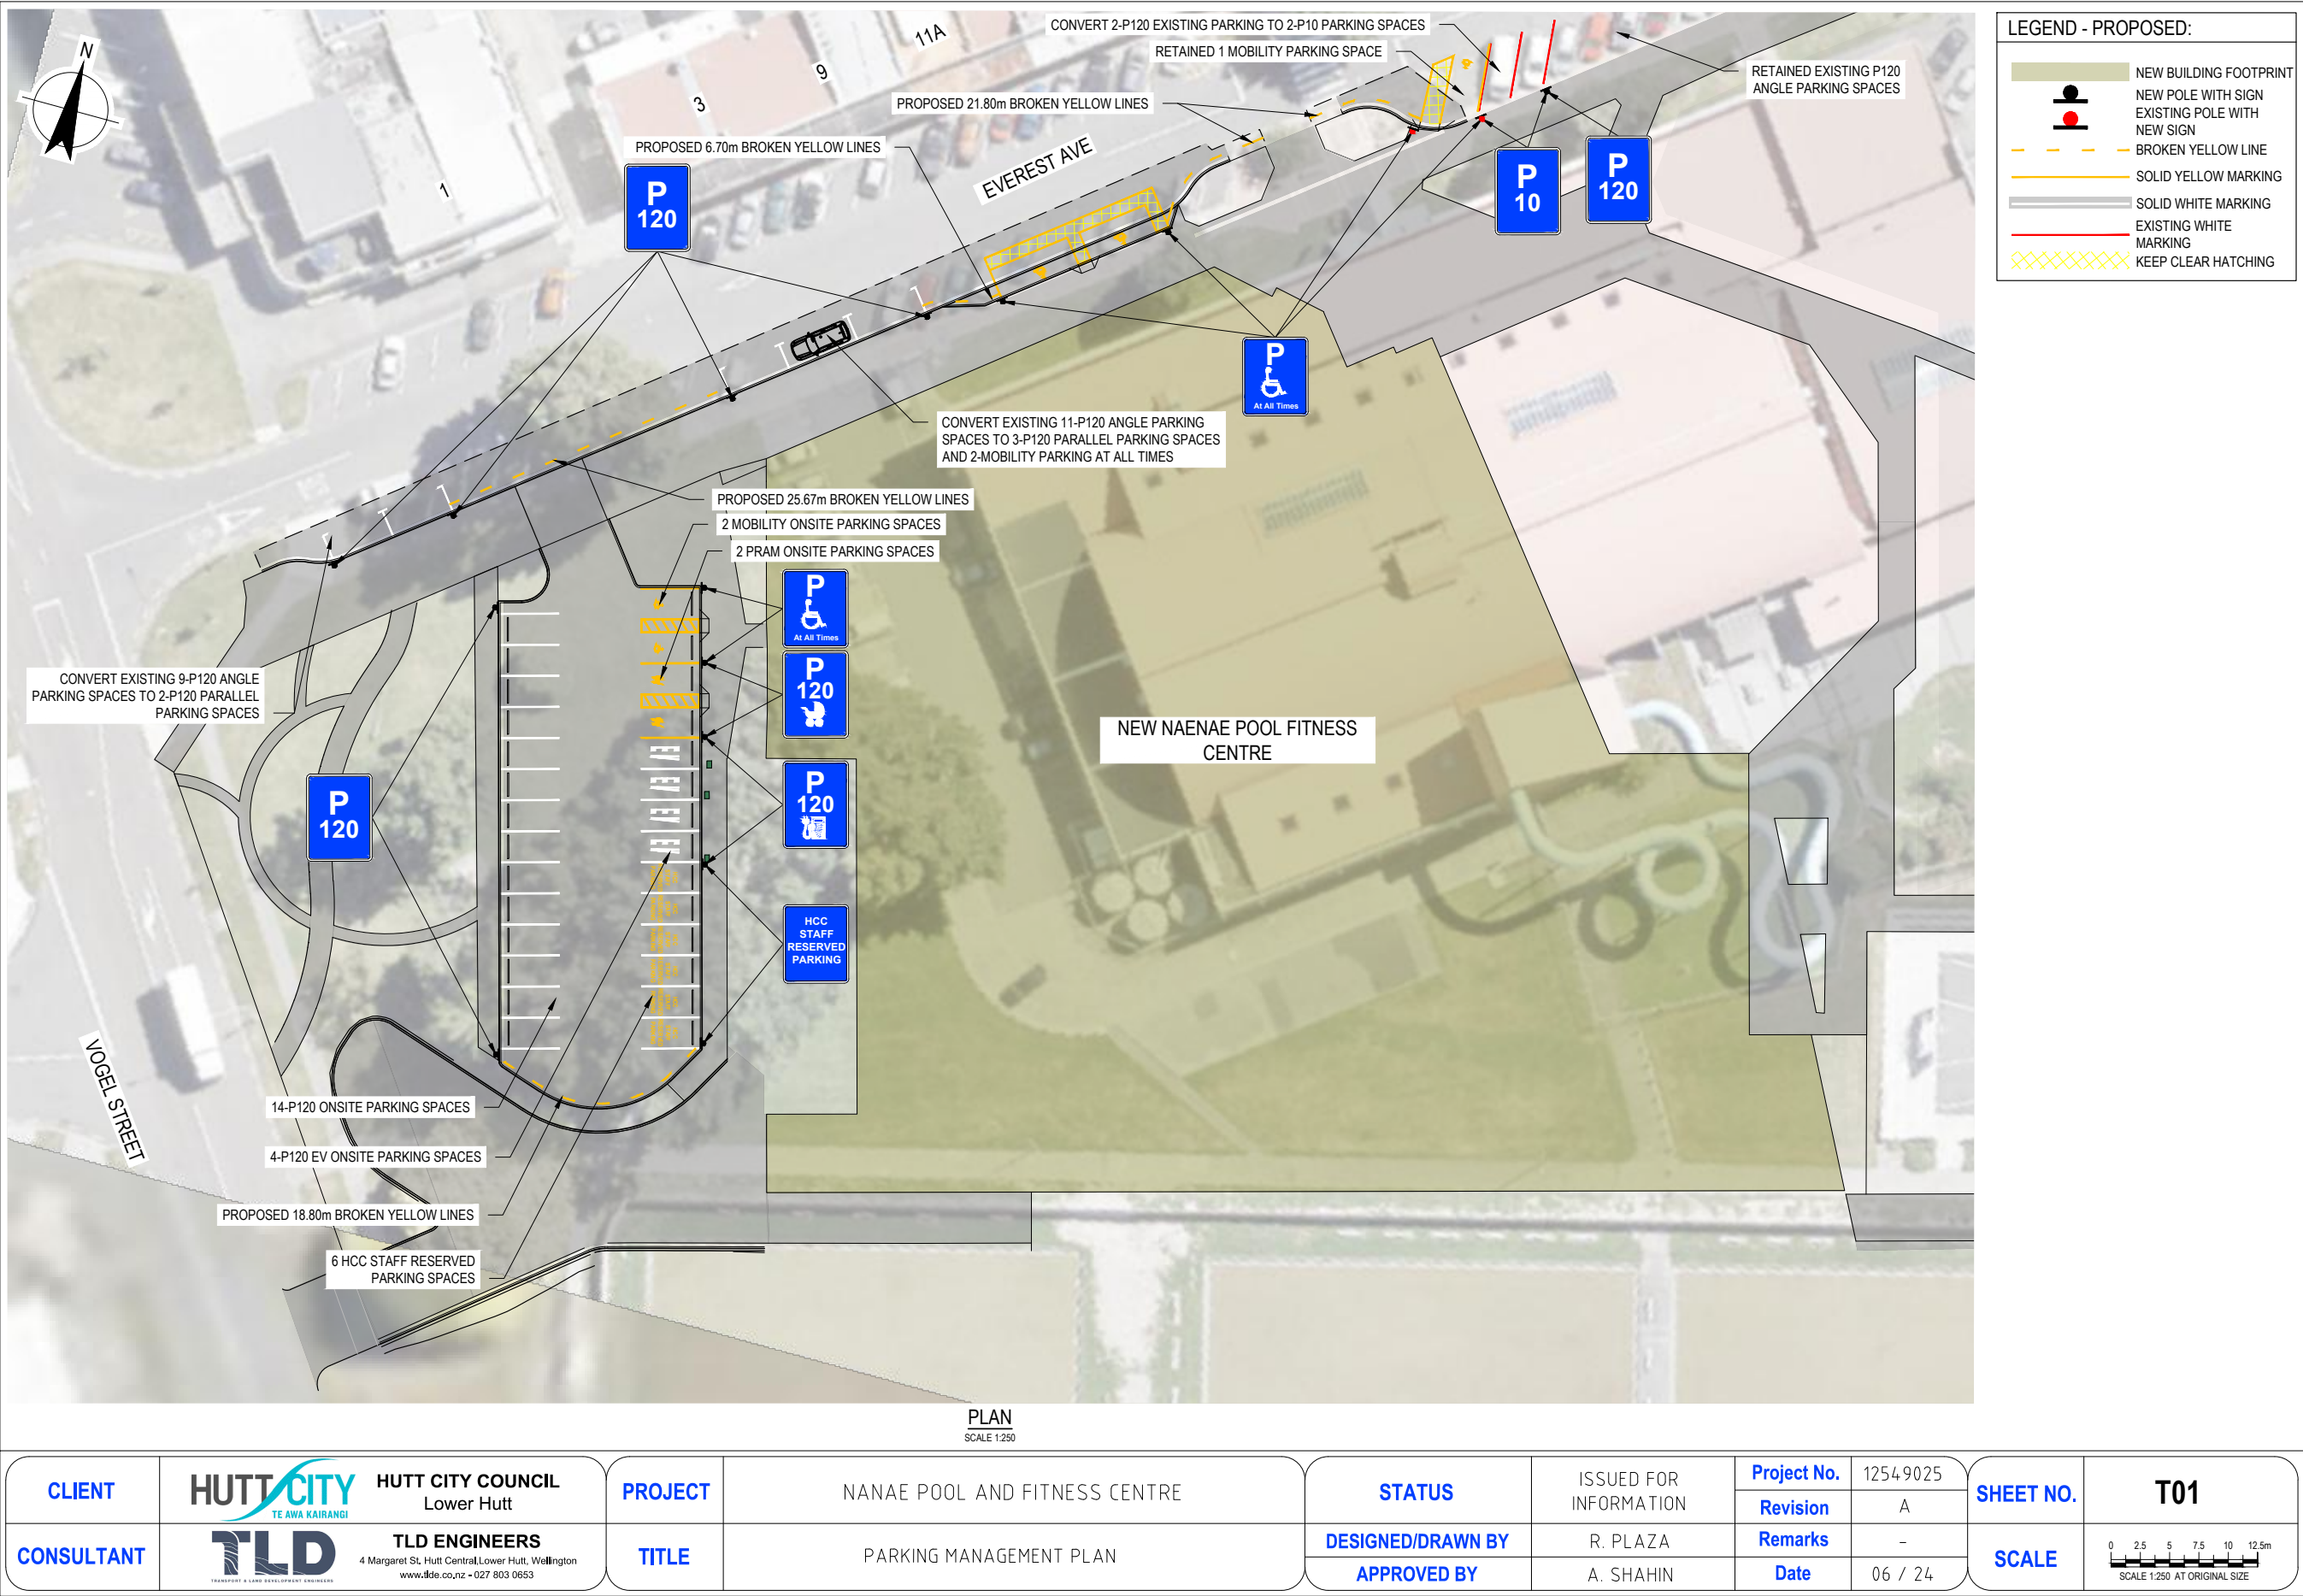 N
11A
9
3
1
CONVERT 2-P120 EXISTING PARKING TO 2-P10 PARKING SPACES
RETAINED 1 MOBILITY PARKING SPACE
RETAINED EXISTING P120
ANGLE PARKING SPACES
PROPOSED 21.80m BROKEN YELLOW LINES
PROPOSED 6.70m BROKEN YELLOW LINES
EVEREST AVE
P
120
P
10
P
120
P
At All Times
CONVERT EXISTING 11-P120 ANGLE PARKING
SPACES TO 3-P120 PARALLEL PARKING SPACES
AND 2-MOBILITY PARKING AT ALL TIMES
PROPOSED 25.67m BROKEN YELLOW LINES
2 MOBILITY ONSITE PARKING SPACES
2 PRAM ONSITE PARKING SPACES
P
At All Times
P
120
P
120
HCC
STAFF
RESERVED
PARKING
CONVERT EXISTING 9-P120 ANGLE
PARKING SPACES TO 2-P120 PARALLEL
PARKING SPACES
P
120
NEW NAENAE POOL FITNESS
CENTRE
VOGEL STREET
14-P120 ONSITE PARKING SPACES
4-P120 EV ONSITE PARKING SPACES
PROPOSED 18.80m BROKEN YELLOW LINES
6 HCC STAFF RESERVED
PARKING SPACES
LEGEND - PROPOSED:
NEW BUILDING FOOTPRINT
NEW POLE WITH SIGN
EXISTING POLE WITH
NEW SIGN
BROKEN YELLOW LINE
SOLID YELLOW MARKING
SOLID WHITE MARKING
EXISTING WHITE
MARKING
KEEP CLEAR HATCHING
PLAN
SCALE 1:250
CLIENT
HUTT CITY
TE AWA KAIRANGI
HUTT CITY COUNCIL
Lower Hutt
CONSULTANT
TLD
TRANSPORT & LAND DEVELOPMENT ENGINEERS
TLD ENGINEERS
4 Margaret St, Hutt Central,Lower Hutt, Wellington
www.tlde.co.nz - 027 803 0653
PROJECT
NANAE POOL AND FITNESS CENTRE
TITLE
PARKING MANAGEMENT PLAN
STATUS
ISSUED FOR
INFORMATION
DESIGNED/DRAWN BY
R. PLAZA
APPROVED BY
A. SHAHIN
Project No.
12549025
Revision
A
Remarks
-
Date
06 / 24
SHEET NO.
T01
SCALE
0 2.5 5 7.5 10 12.5m
SCALE 1:250 AT ORIGINAL SIZE